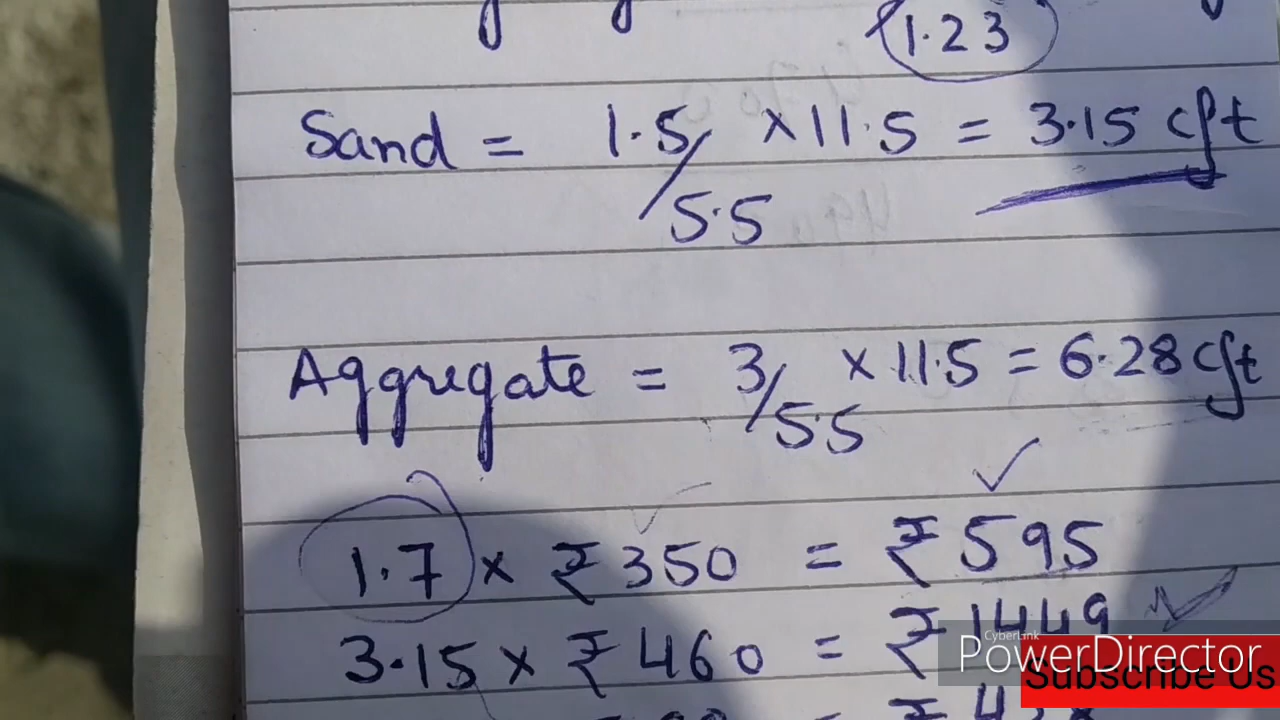 1.23
Sand = 1.5/5.5 × 11.5 = 3.15 cft
Aggregate = 3/5.5 × 11.5 = 6.28 cft
1.7 × ₹ 350 = ₹ 595
3.15 × ₹ 460 = ₹ 1449
CyberLink
PowerDirector
Subscribe Us